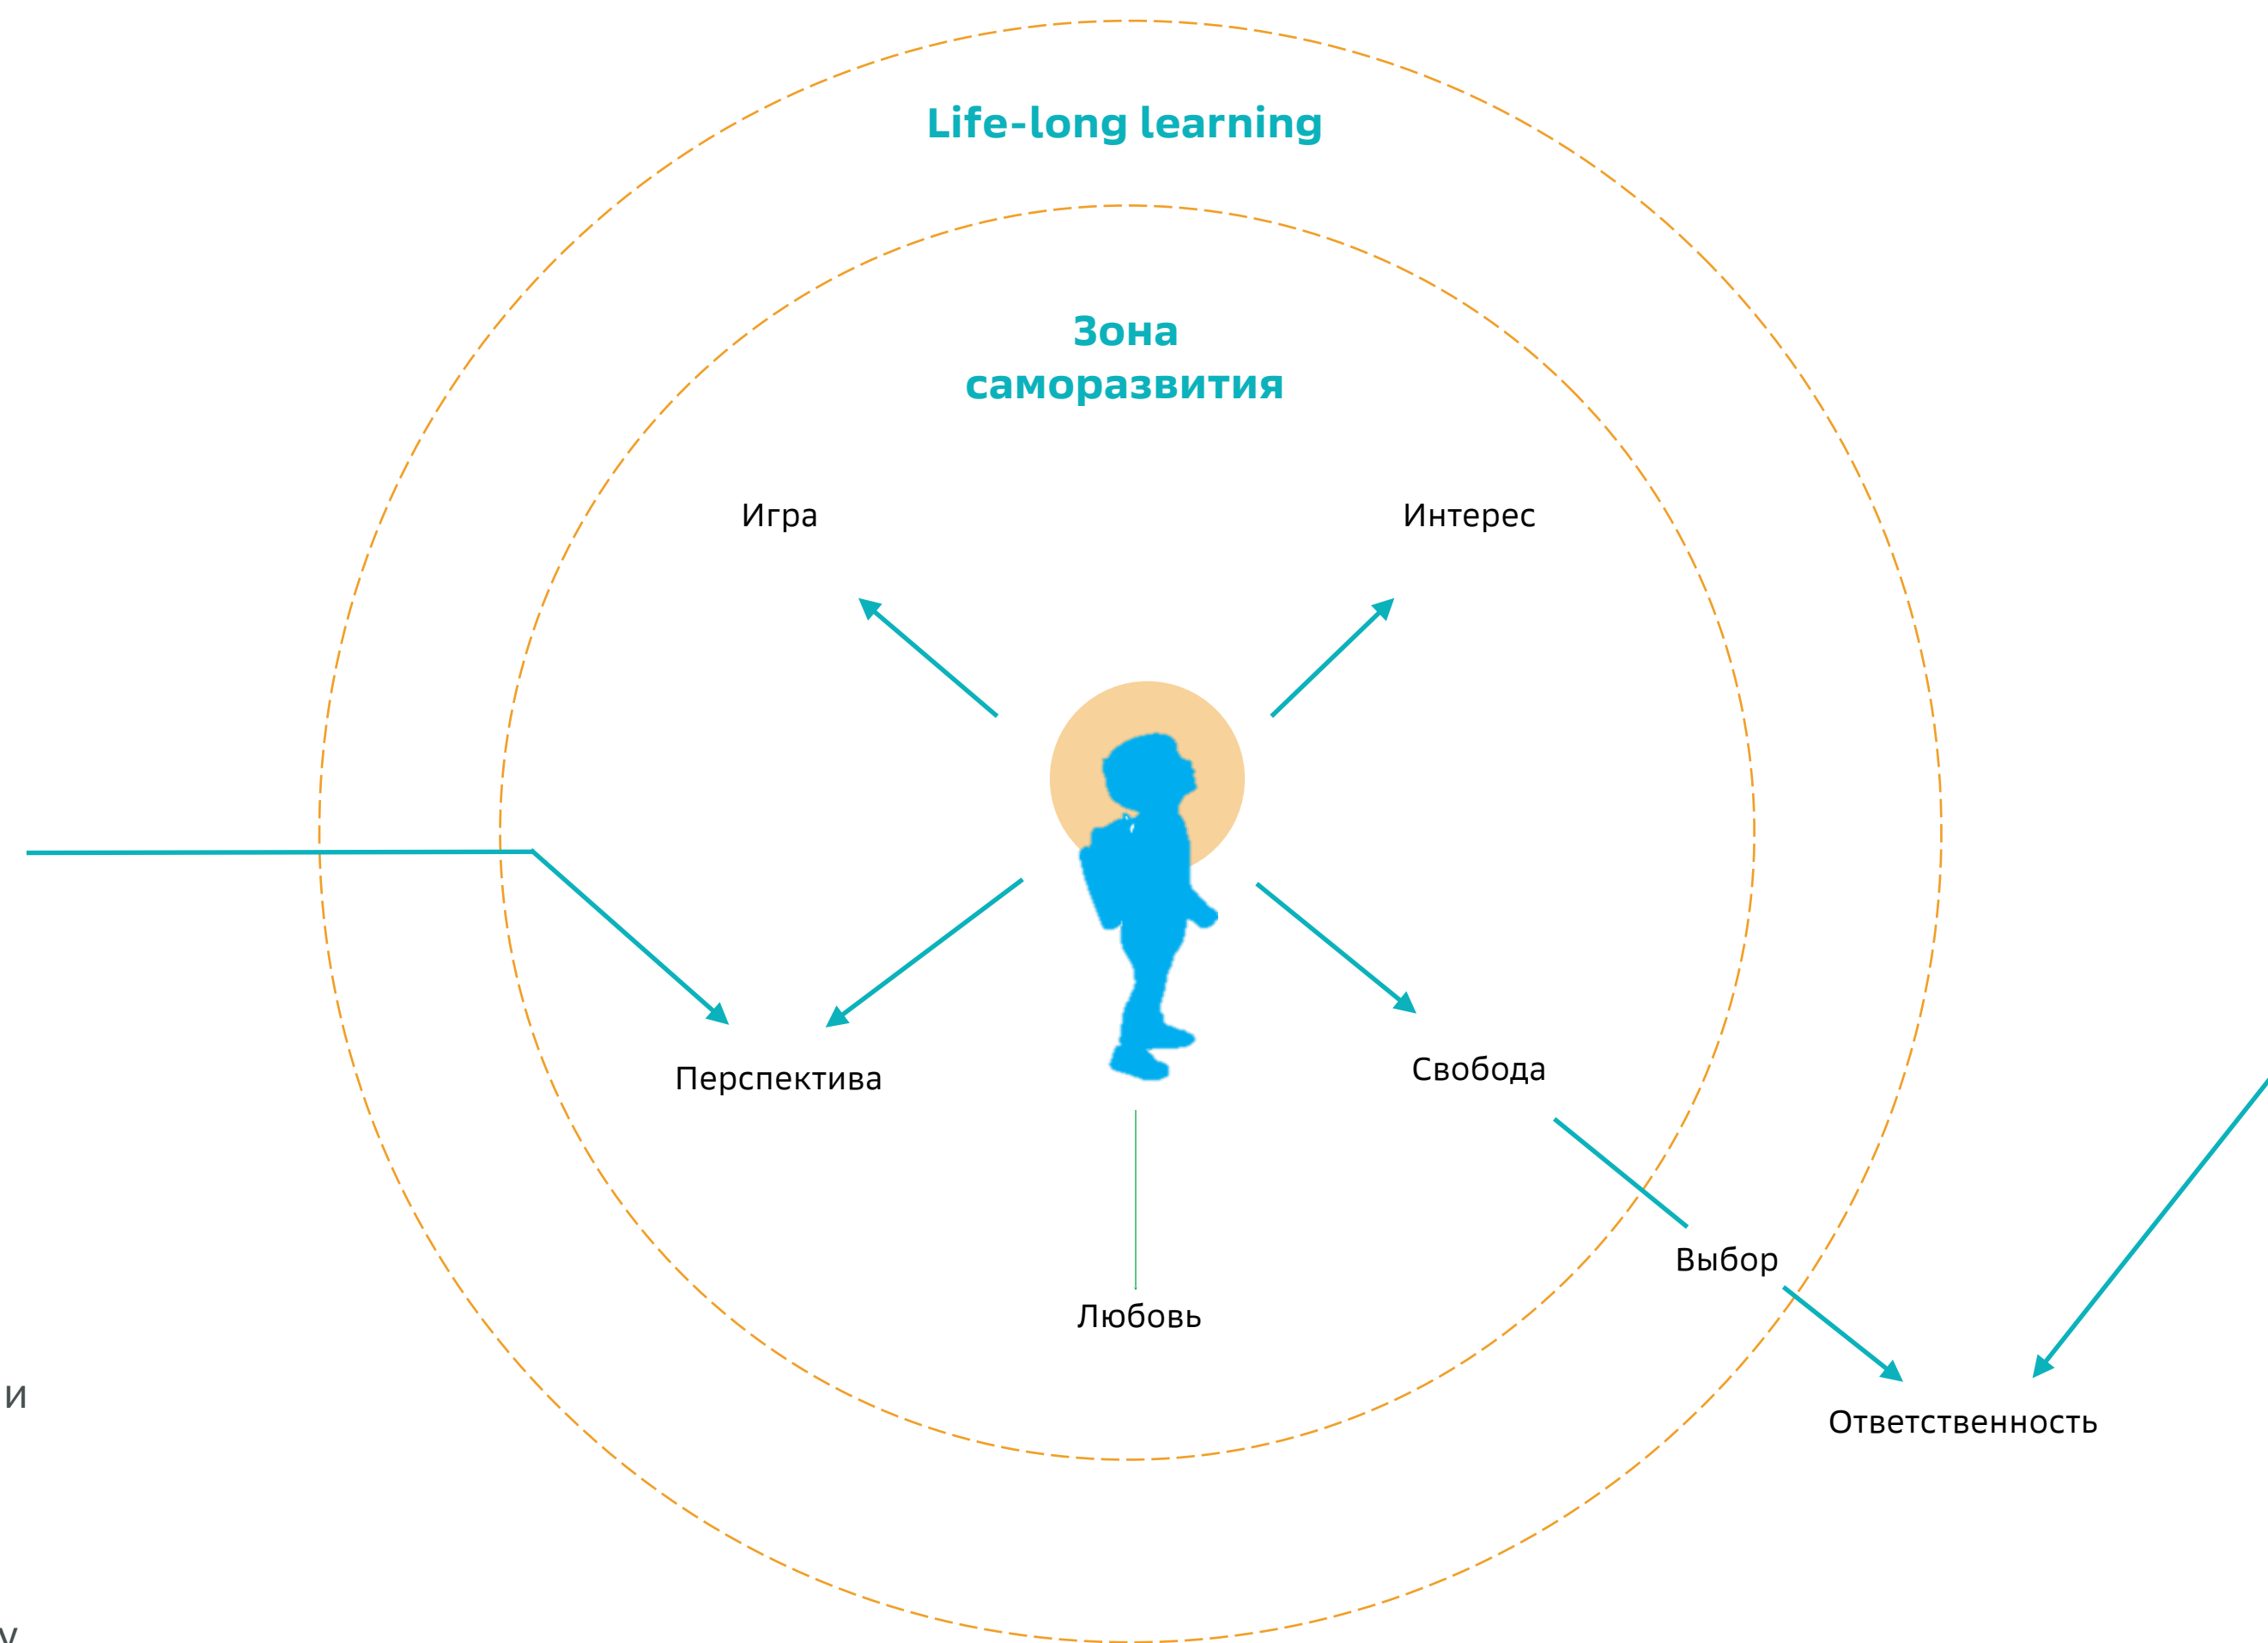 Life-long learning
Зона
саморазвития
Игра
Интерес
Перспектива
Свобода
Выбор
Любовь
и
Ответственность
у